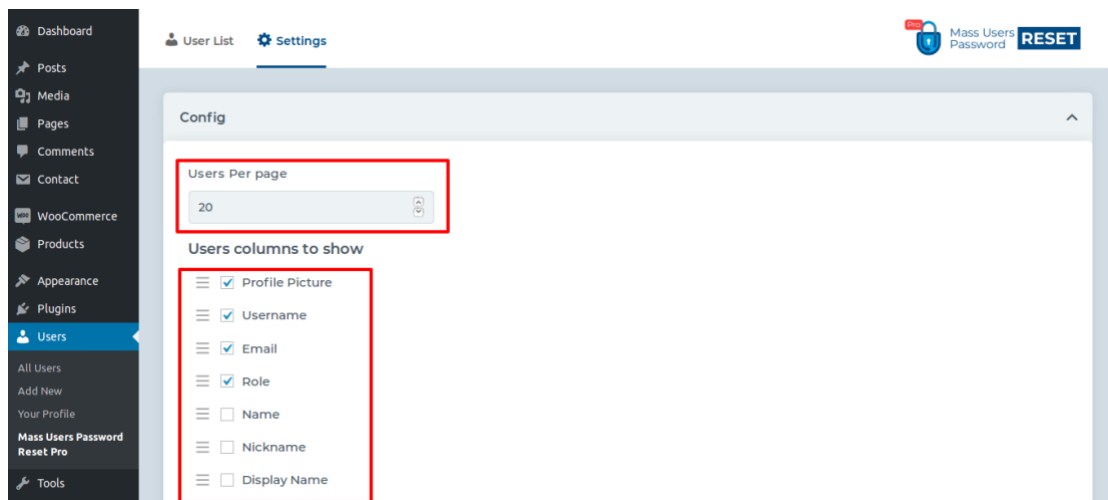 Dashboard
Posts
Media
Pages
Comments
Contact
WooCommerce
Products
Appearance
Plugins
Users
All Users
Add New
Your Profile
Mass Users Password
Reset Pro
Tools
User List
Settings
Pro
Mass Users
Password
RESET
Config
Users Per page
20
Users columns to show
Profile Picture
Username
Email
Role
Name
Nickname
Display Name